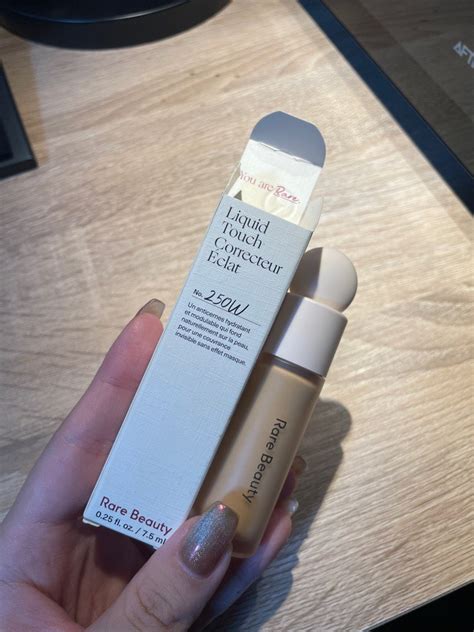 You are Rare
Liquid
Touch
Correcteur
Éclat
No. 250W
Un anticernes hydratant
et modulable qui fond
naturellement sur la peau,
pour une couvrance
invisible sans effet masque.
Rare Beauty
0.25 fl. oz. / 7.5 ml
Rare Beauty